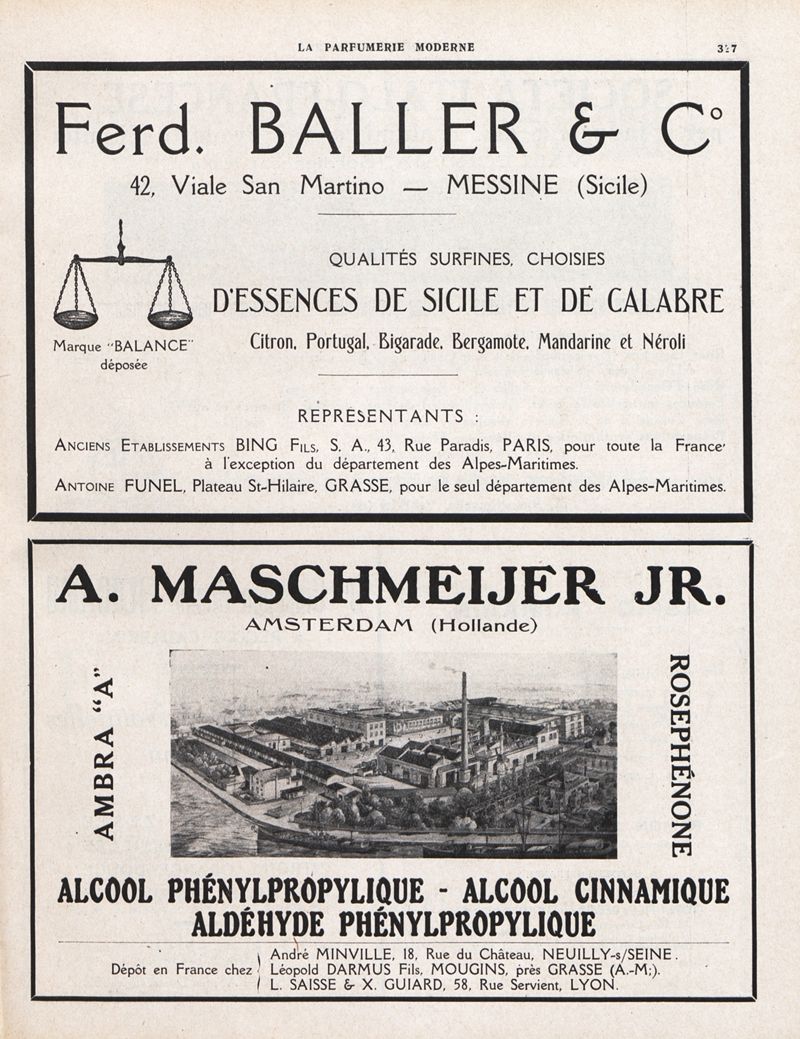 LA PARFUMERIE MODERNE
327
Ferd. BALLER & Cº
42, Viale San Martino — MESSINE (Sicile)
QUALITÉS SURFINES, CHOISIES
D'ESSENCES DE SICILE ET DE CALABRE
Citron, Portugal, Bigarade, Bergamote, Mandarine et Néroli
Marque "BALANCE"
déposée
REPRÉSENTANTS :
ANCIENS ETABLISSEMENTS BING FILS, S. A., 43, Rue Paradis, PARIS, pour toute la France
à l'exception du département des Alpes-Maritimes.
ANTOINE FUNEL, Plateau St-Hilaire, GRASSE, pour le seul département des Alpes-Maritimes.
A. MASCHMEIJER JR.
AMSTERDAM (Hollande)
AMBRA "A"
ROSEPHÉNONE
ALCOOL PHÉNYLPROPYLIQUE - ALCOOL CINNAMIQUE
ALDÉHYDE PHÉNYLPROPYLIQUE
Dépôt en France chez
André MINVILLE, 18, Rue du Château, NEUILLY-s/SEINE.
Léopold DARMUS Fils, MOUGINS, près GRASSE (A.-M.).
L. SAISSE & X. GUIARD, 58, Rue Servient, LYON.